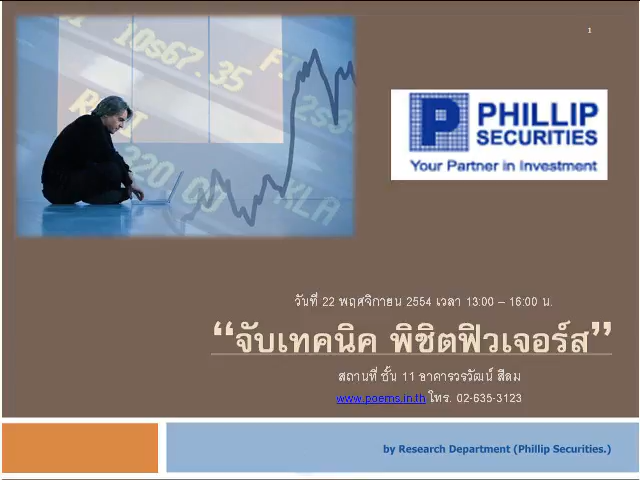 1
10s67.35
PHILLIP
SECURITIES
Your Partner in Investment
KLA
วันที่ 22 พฤศจิกายน 2554 เวลา 13:00 – 16:00 น.
“จับเทคนิค พิชิตฟิวเจอร์ส”
สถานที่ ชั้น 11 อาคารวรวัฒน์ สีลม
www.poems.in.th โทร. 02-635-3123
by Research Department (Phillip Securities.)